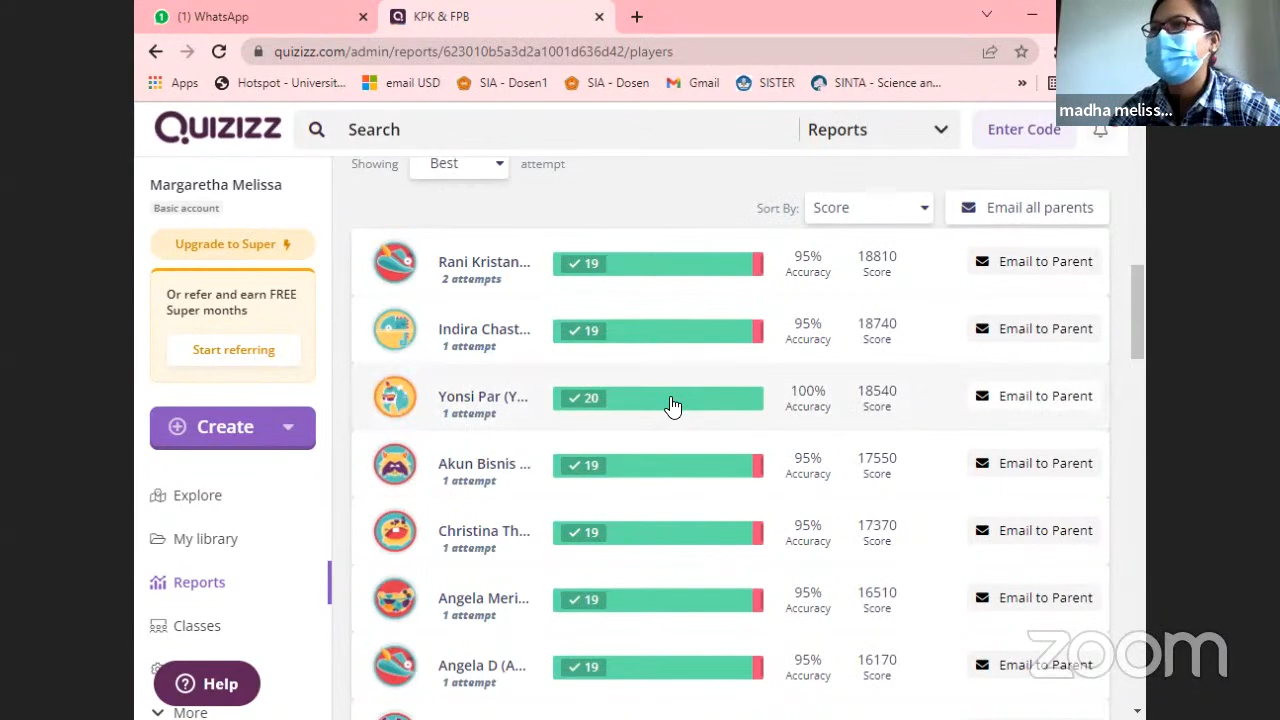 (1) WhatsApp
KPK & FPB
quizizz.com/admin/reports/623010b5a3d2a1001d636d42/players
Apps Hotspot - Universit... email USD SIA - Dosen1 SIA - Dosen Gmail SISTER SINTA - Science an... »
madha meliss...
QUIZIZZ Search Reports Enter Code
Showing Best attempt
Margaretha Melissa
Basic account
Sort By: Score Email all parents
Upgrade to Super
Or refer and earn FREE
Super months
Start referring
Create
Explore
My library
Reports
Classes
Help
More
Rani Kristan... 19 95% 18810 Email to Parent
2 attempts Accuracy Score
Indira Chast... 19 95% 18740 Email to Parent
1 attempt Accuracy Score
Yonsi Par (Y... 20 100% 18540 Email to Parent
1 attempt Accuracy Score
Akun Bisnis ... 19 95% 17550 Email to Parent
1 attempt Accuracy Score
Christina Th... 19 95% 17370 Email to Parent
1 attempt Accuracy Score
Angela Meri... 19 95% 16510 Email to Parent
1 attempt Accuracy Score
Angela D (A... 19 95% 16170 Email to Parent
1 attempt Accuracy Score
zoom